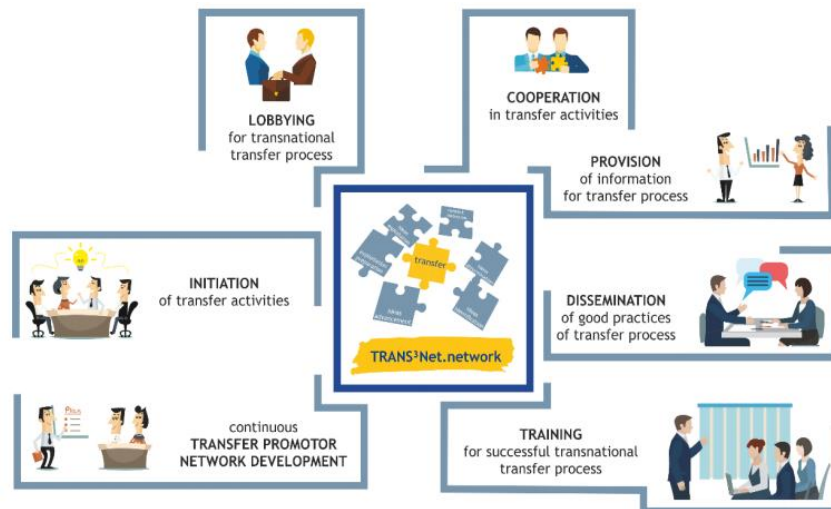 LOBBYING
for transnational
transfer process
COOPERATION
in transfer activities
PROVISION
of information
for transfer process
INITIATION
of transfer activities
transfer
TRANS³Net.network
DISSEMINATION
of good practices
of transfer process
Plus
continuous
TRANSFER PROMOTOR
NETWORK DEVELOPMENT
TRAINING
for successful transnational
transfer process